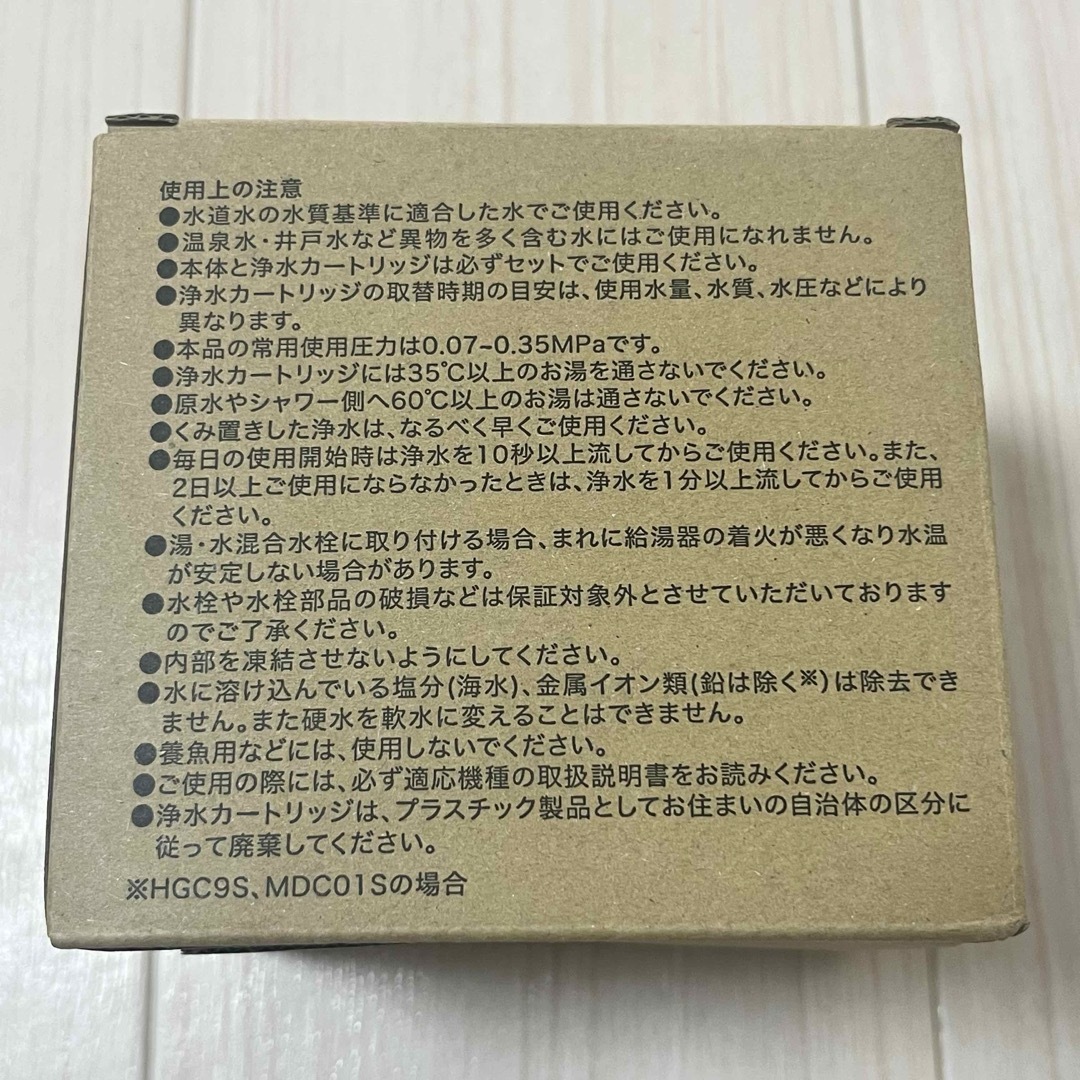 使用上の注意
●水道水の水質基準に適合した水でご使用ください。
●温泉水・井戸水など異物を多く含む水にはご使用になれません。
●本体と浄水カートリッジは必ずセットでご使用ください。
●浄水カートリッジの取替時期の目安は、使用水量、水質、水圧などにより
異なります。
●本品の常用使用圧力は0.07~0.35MPaです。
●浄水カートリッジには35℃以上のお湯を通さないでください。
●原水やシャワー側へ60℃以上のお湯は通さないでください。
●くみ置きした浄水は、なるべく早くご使用ください。
●毎日の使用開始時は浄水を10秒以上流してからご使用ください。また、
2日以上ご使用にならなかったときは、浄水を1分以上流してからご使用
ください。
●湯・水混合水栓に取り付ける場合、まれに給湯器の着火が悪くなり水温
が安定しない場合があります。
●水栓や水栓部品の破損などは保証対象外とさせていただいております
のでご了承ください。
●内部を凍結させないようにしてください。
●水に溶け込んでいる塩分(海水)、金属イオン類(鉛は除く※)は除去でき
ません。また硬水を軟水に変えることはできません。
●養魚用などには、使用しないでください。
●ご使用の際には、必ず適応機種の取扱説明書をお読みください。
●浄水カートリッジは、プラスチック製品としてお住まいの自治体の区分に
従って廃棄してください。
※HGC9S、MDC01Sの場合